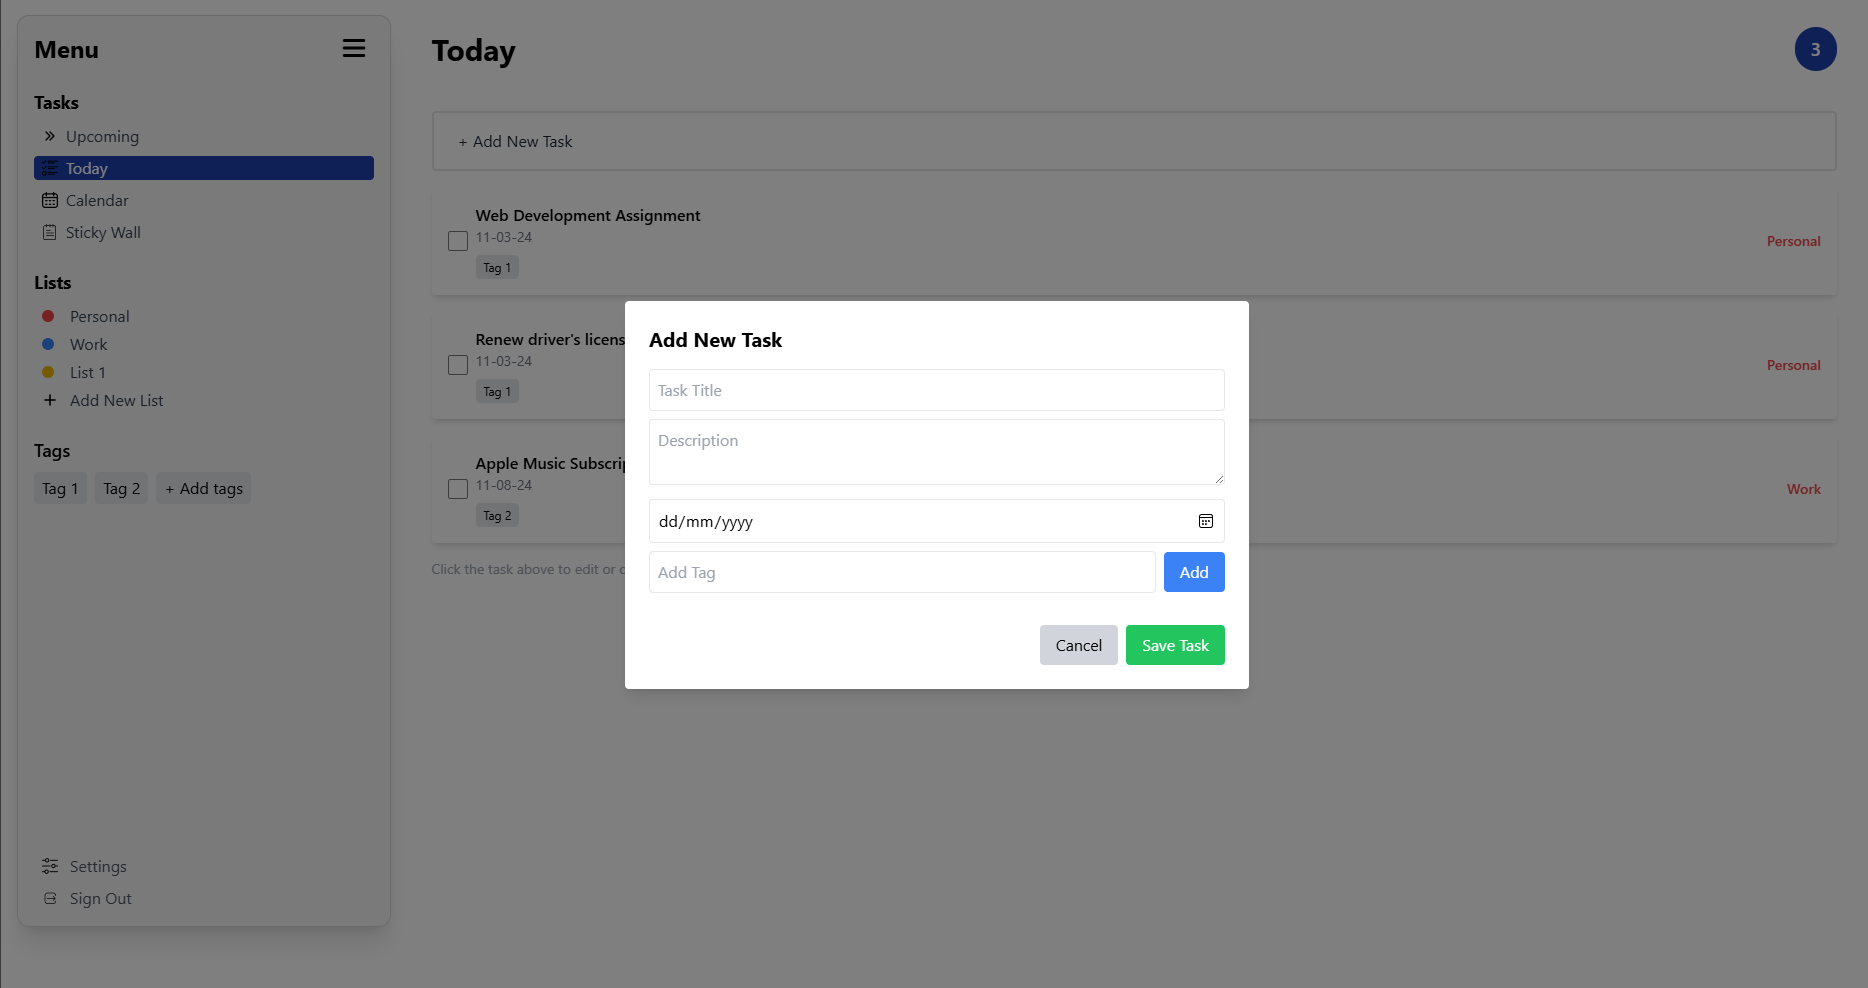 Menu
Tasks
Upcoming
Today
Calendar
Sticky Wall
Lists
Personal
Work
List 1
Add New List
Tags
Tag 1
Tag 2
+ Add tags
Settings
Sign Out
Today
3
+ Add New Task
Web Development Assignment
11-03-24
Tag 1
Personal
Renew driver's licens
11-03-24
Tag 1
Personal
Apple Music Subscrip
11-08-24
Tag 2
Work
Click the task above to edit or
Add New Task
Task Title
Description
dd/mm/yyyy
Add Tag
Add
Cancel
Save Task